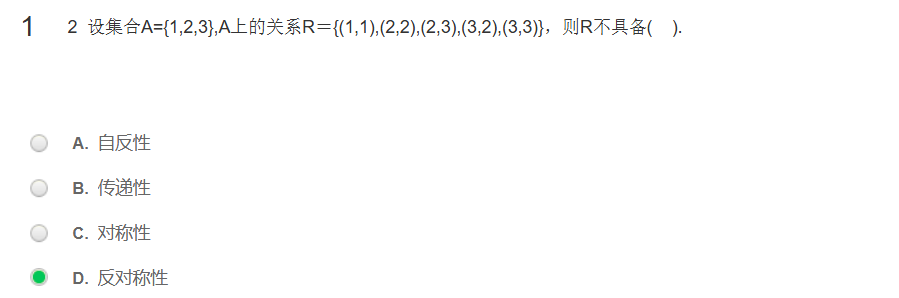 1 2 设集合A={1,2,3},A上的关系R＝{(1,1),(2,2),(2,3),(3,2),(3,3)}，则R不具备( ).
A. 自反性
B. 传递性
C. 对称性
D. 反对称性